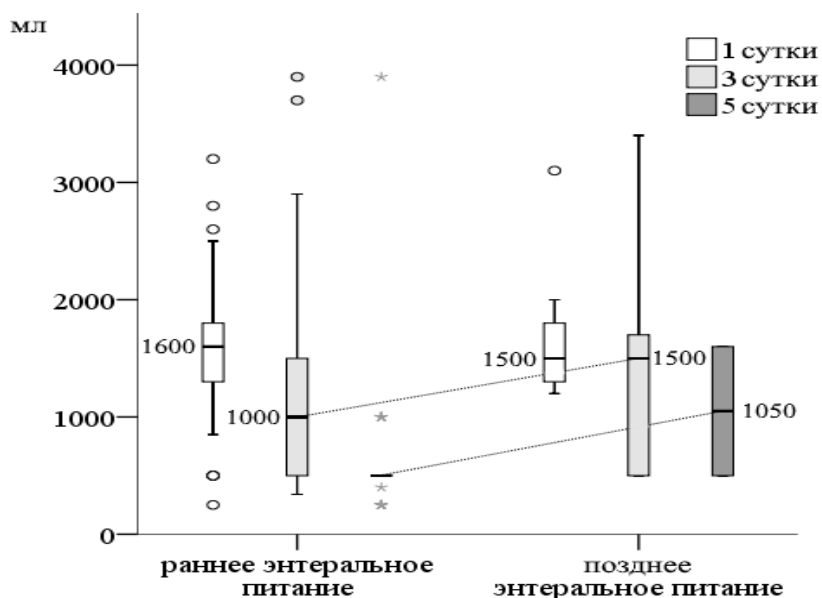 мл
1 сутки
3 сутки
5 сутки
4000
3000
2000
1000
0
1600
1000
1500
1500
1050
раннее энтеральное
питание
позднее
энтеральное питание